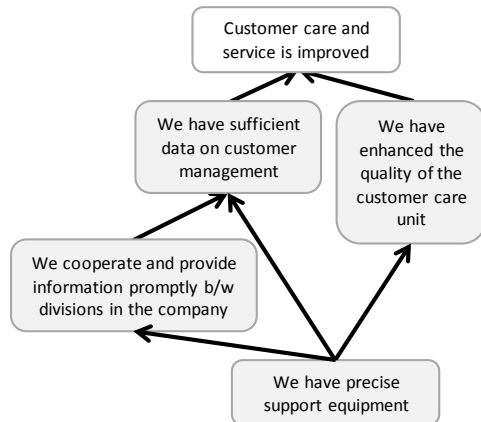 Customer care and
service is improved
We have sufficient
data on customer
management
We have
enhanced the
quality of the
customer care
unit
We cooperate and provide
information promptly b/w
divisions in the company
We have precise
support equipment